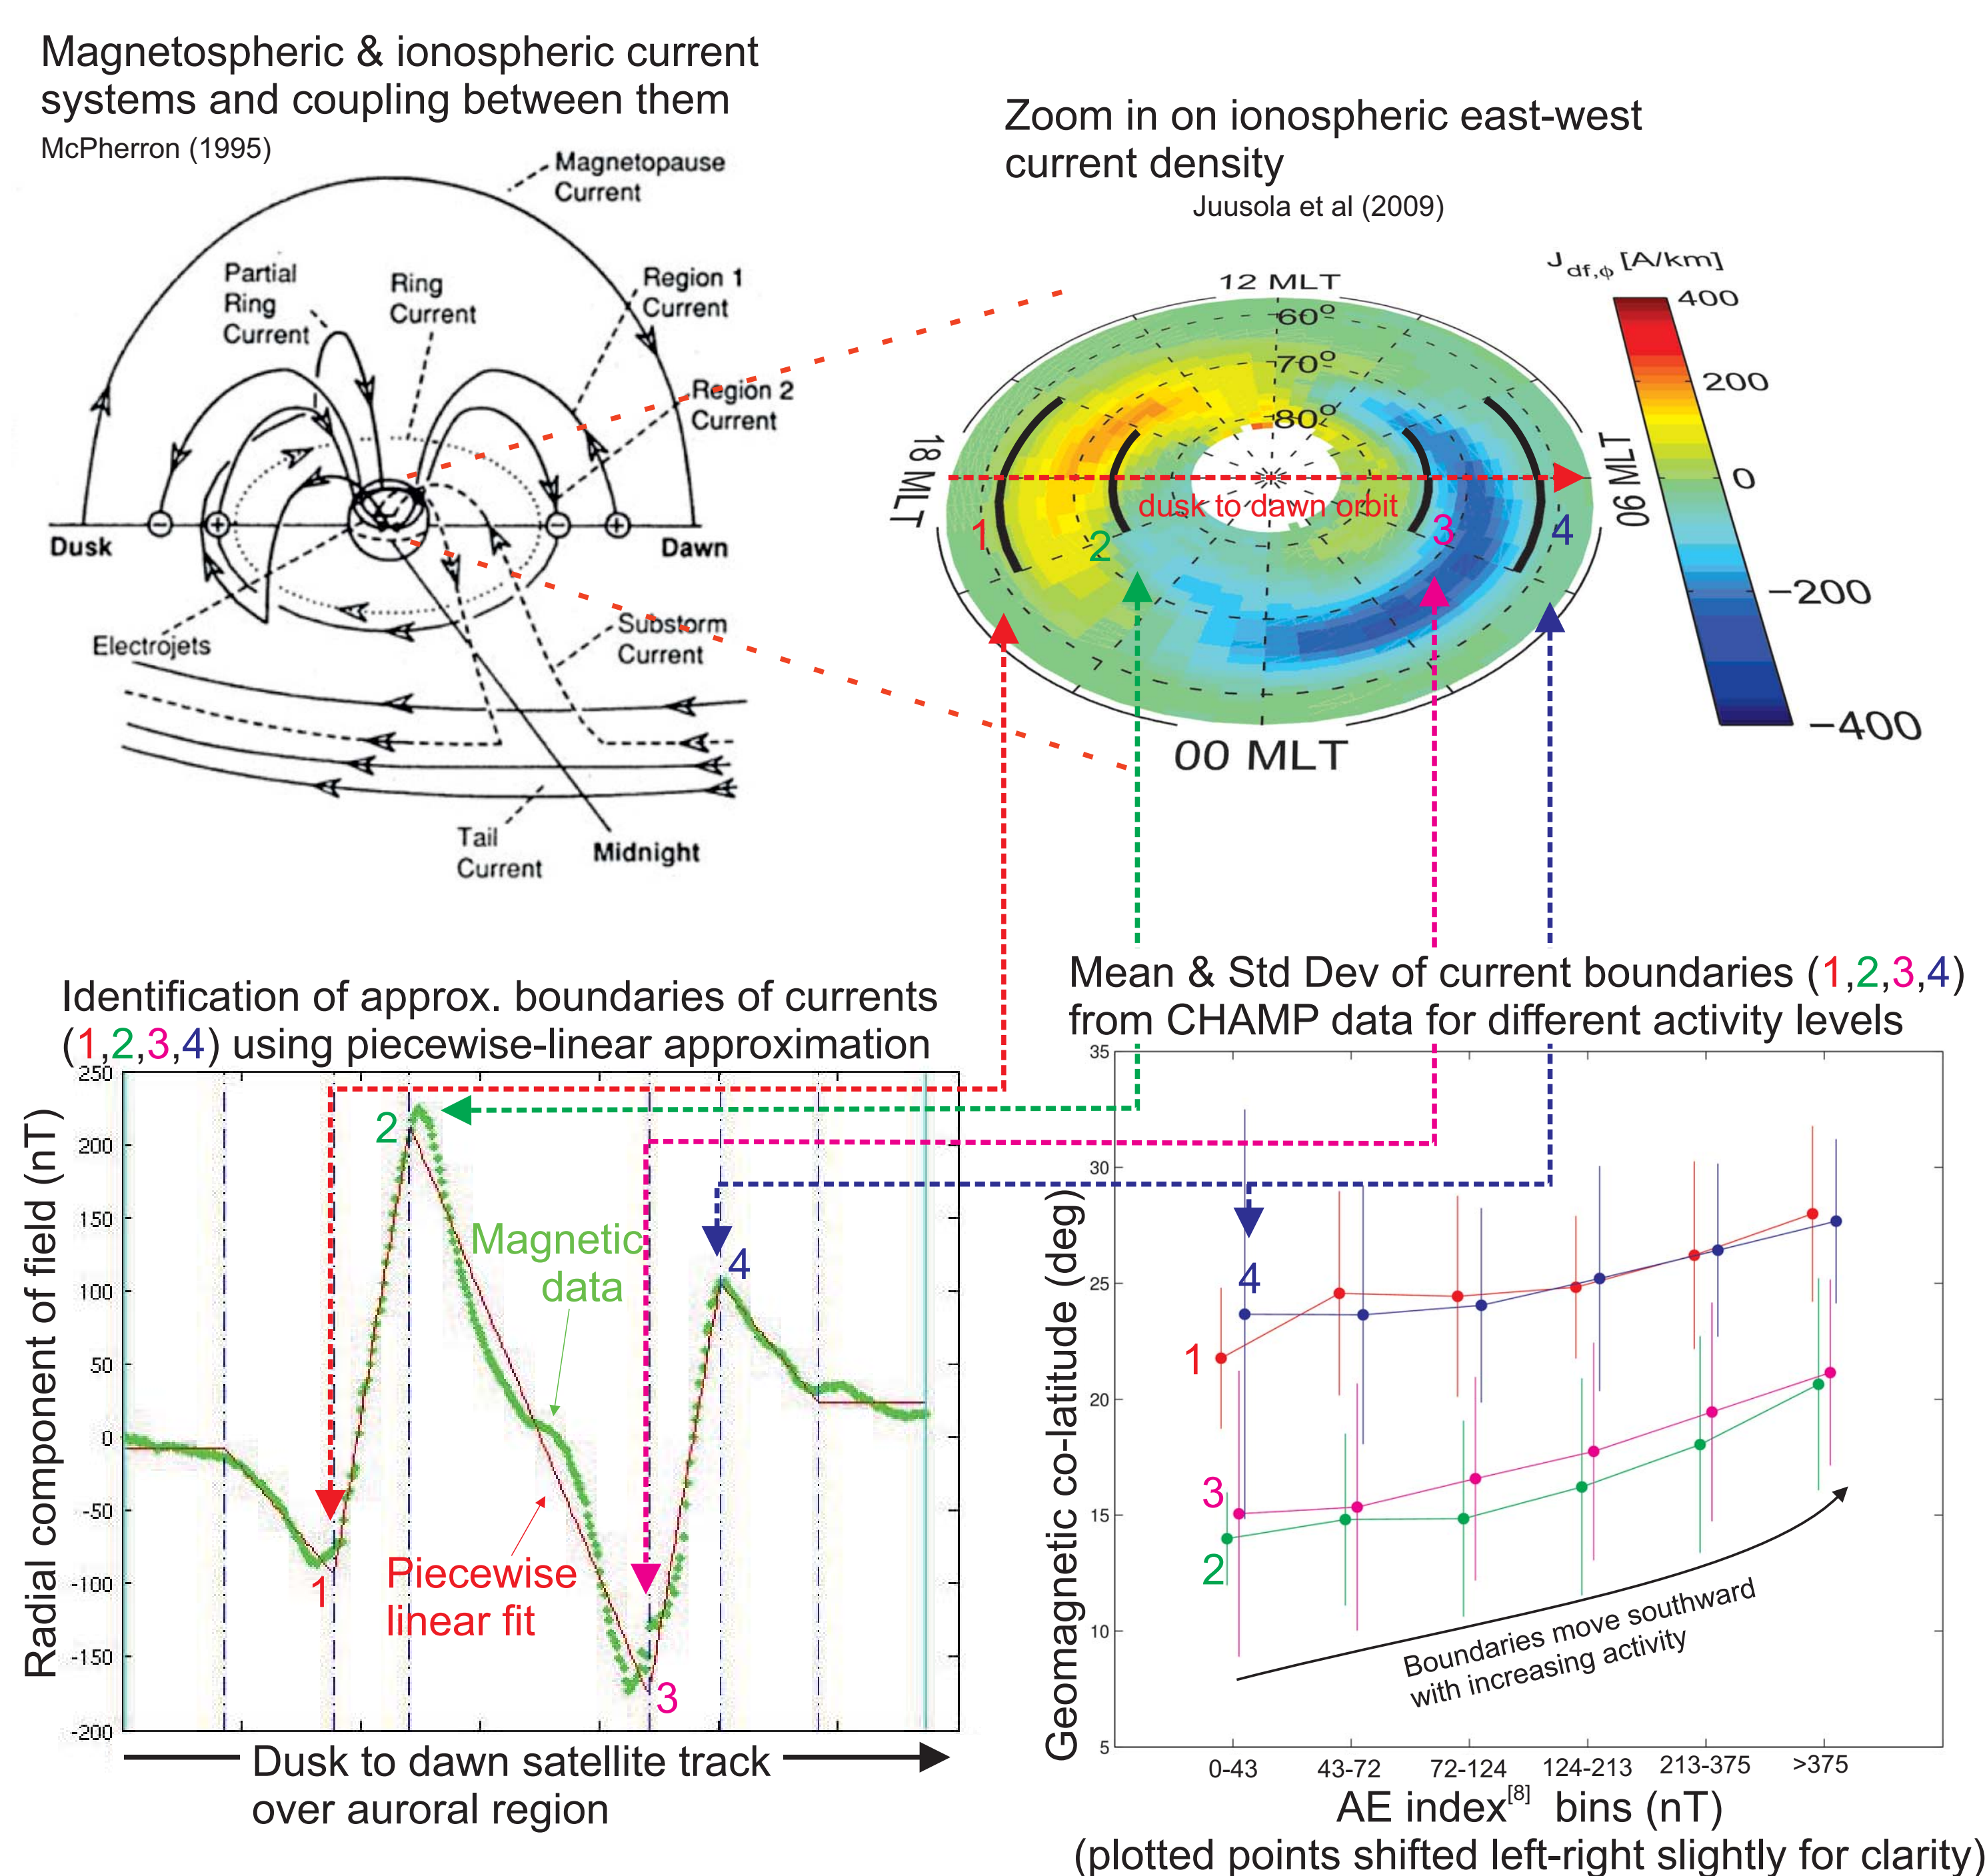 Magnetospheric & ionospheric current
systems and coupling between them
McPherron (1995)
Magnetopause
Current
Partial
Ring
Current
Ring
Current
Region 1
Current
Region 2
Current
Dusk
Dawn
Electrojets
Substorm
Current
Tail
Current
Midnight
Zoom in on ionospheric east-west
current density
Juusola et al (2009)
J df,ϕ [A/km]
400
200
0
−200
−400
12 MLT
60º
70º
80º
18 MLT
06 MLT
dusk to dawn orbit
1
2
3
4
00 MLT
Identification of approx. boundaries of currents
(1,2,3,4) using piecewise-linear approximation
Radial component of field (nT)
250
200
150
100
50
0
-50
-100
-150
-200
1
2
3
4
Magnetic
data
Piecewise
linear fit
Dusk to dawn satellite track
over auroral region
Mean & Std Dev of current boundaries (1,2,3,4)
from CHAMP data for different activity levels
Geomagnetic co-latitude (deg)
35
30
25
20
15
10
5
4
1
3
2
Boundaries move southward
with increasing activity
0-43 43-72 72-124 124-213 213-375 >375
AE index[8] bins (nT)
(plotted points shifted left-right slightly for clarity)